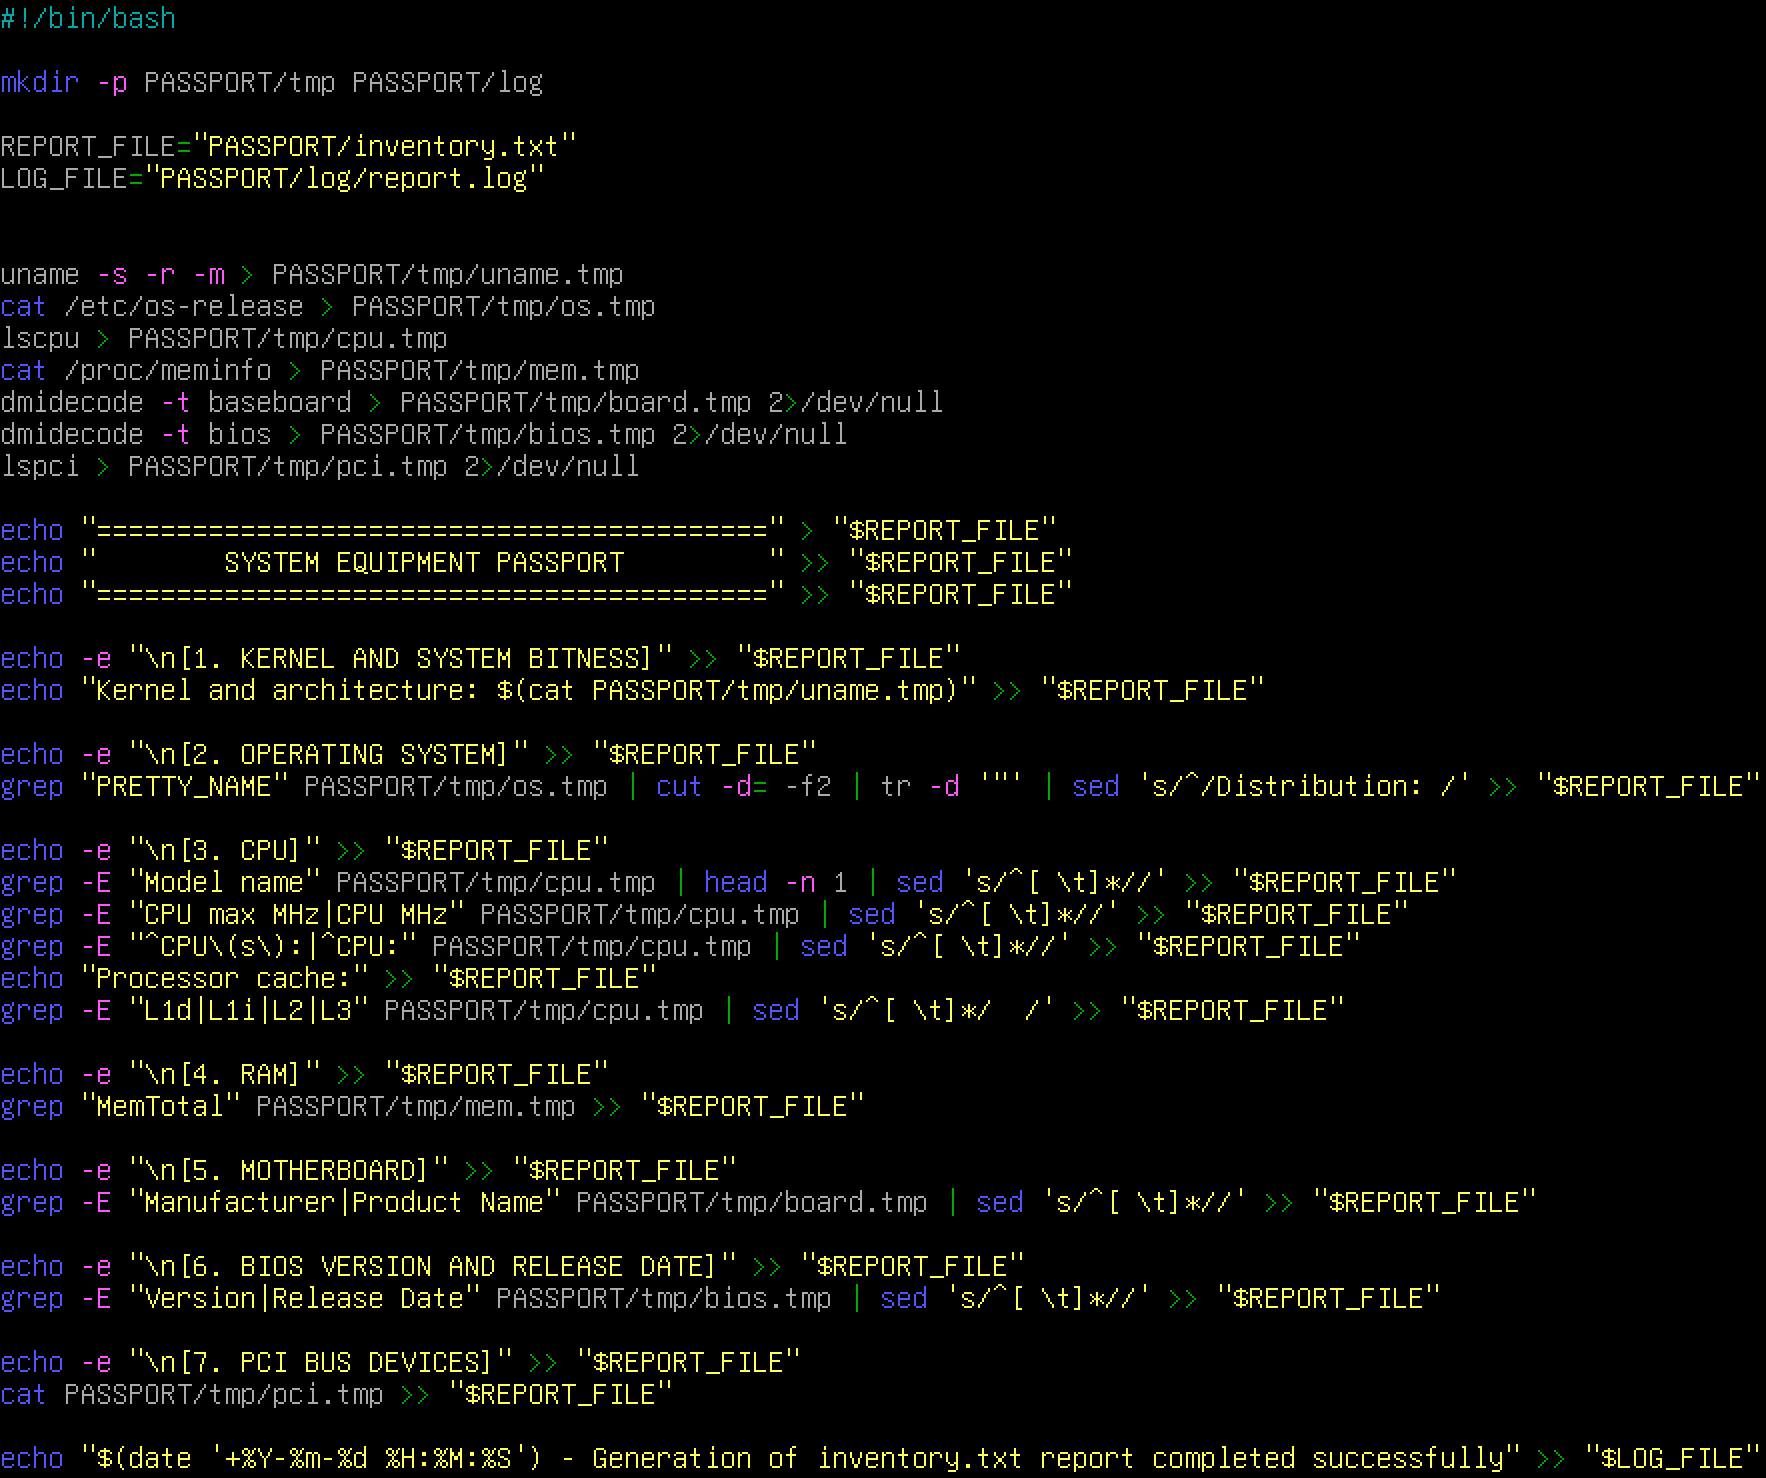 #!/bin/bash

mkdir -p PASSPORT/tmp PASSPORT/log

REPORT_FILE="PASSPORT/inventory.txt"
LOG_FILE="PASSPORT/log/report.log"


uname -s -r -m > PASSPORT/tmp/uname.tmp
cat /etc/os-release > PASSPORT/tmp/os.tmp
lscpu > PASSPORT/tmp/cpu.tmp
cat /proc/meminfo > PASSPORT/tmp/mem.tmp
dmidecode -t baseboard > PASSPORT/tmp/board.tmp 2>/dev/null
dmidecode -t bios > PASSPORT/tmp/bios.tmp 2>/dev/null
lspci > PASSPORT/tmp/pci.tmp 2>/dev/null

echo "==========================================" > "$REPORT_FILE"
echo "        SYSTEM EQUIPMENT PASSPORT         " >> "$REPORT_FILE"
echo "==========================================" >> "$REPORT_FILE"

echo -e "\n[1. KERNEL AND SYSTEM BITNESS]" >> "$REPORT_FILE"
echo "Kernel and architecture: $(cat PASSPORT/tmp/uname.tmp)" >> "$REPORT_FILE"

echo -e "\n[2. OPERATING SYSTEM]" >> "$REPORT_FILE"
grep "PRETTY_NAME" PASSPORT/tmp/os.tmp | cut -d= -f2 | tr -d '"' | sed 's/^/Distribution: /' >> "$REPORT_FILE"

echo -e "\n[3. CPU]" >> "$REPORT_FILE"
grep -E "Model name" PASSPORT/tmp/cpu.tmp | head -n 1 | sed 's/^[ \t]*//' >> "$REPORT_FILE"
grep -E "CPU max MHz|CPU MHz" PASSPORT/tmp/cpu.tmp | sed 's/^[ \t]*//' >> "$REPORT_FILE"
grep -E "^CPU\(s\):|^CPU:" PASSPORT/tmp/cpu.tmp | sed 's/^[ \t]*//' >> "$REPORT_FILE"
echo "Processor cache:" >> "$REPORT_FILE"
grep -E "L1d|L1i|L2|L3" PASSPORT/tmp/cpu.tmp | sed 's/^[ \t]*/  /' >> "$REPORT_FILE"

echo -e "\n[4. RAM]" >> "$REPORT_FILE"
grep "MemTotal" PASSPORT/tmp/mem.tmp >> "$REPORT_FILE"

echo -e "\n[5. MOTHERBOARD]" >> "$REPORT_FILE"
grep -E "Manufacturer|Product Name" PASSPORT/tmp/board.tmp | sed 's/^[ \t]*//' >> "$REPORT_FILE"

echo -e "\n[6. BIOS VERSION AND RELEASE DATE]" >> "$REPORT_FILE"
grep -E "Version|Release Date" PASSPORT/tmp/bios.tmp | sed 's/^[ \t]*//' >> "$REPORT_FILE"

echo -e "\n[7. PCI BUS DEVICES]" >> "$REPORT_FILE"
cat PASSPORT/tmp/pci.tmp >> "$REPORT_FILE"

echo "$(date '+%Y-%m-%d %H:%M:%S') - Generation of inventory.txt report completed successfully" >> "$LOG_FILE"